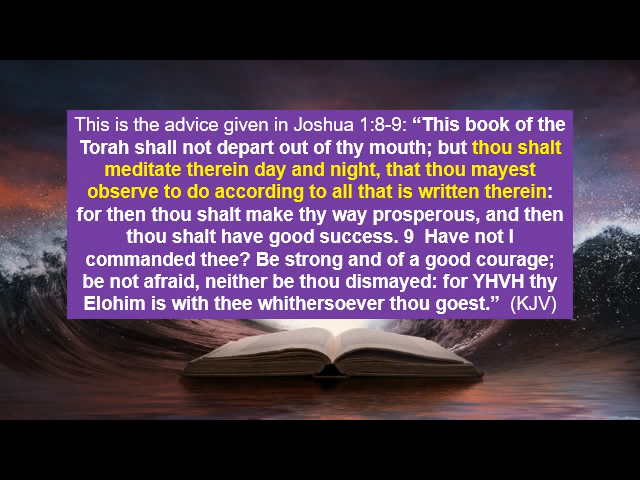 This is the advice given in Joshua 1:8-9: “This book of the
Torah shall not depart out of thy mouth; but thou shalt
meditate therein day and night, that thou mayest
observe to do according to all that is written therein:
for then thou shalt make thy way prosperous, and then
thou shalt have good success. 9  Have not I
commanded thee? Be strong and of a good courage;
be not afraid, neither be thou dismayed: for YHVH thy
Elohim is with thee whithersoever thou goest.”  (KJV)